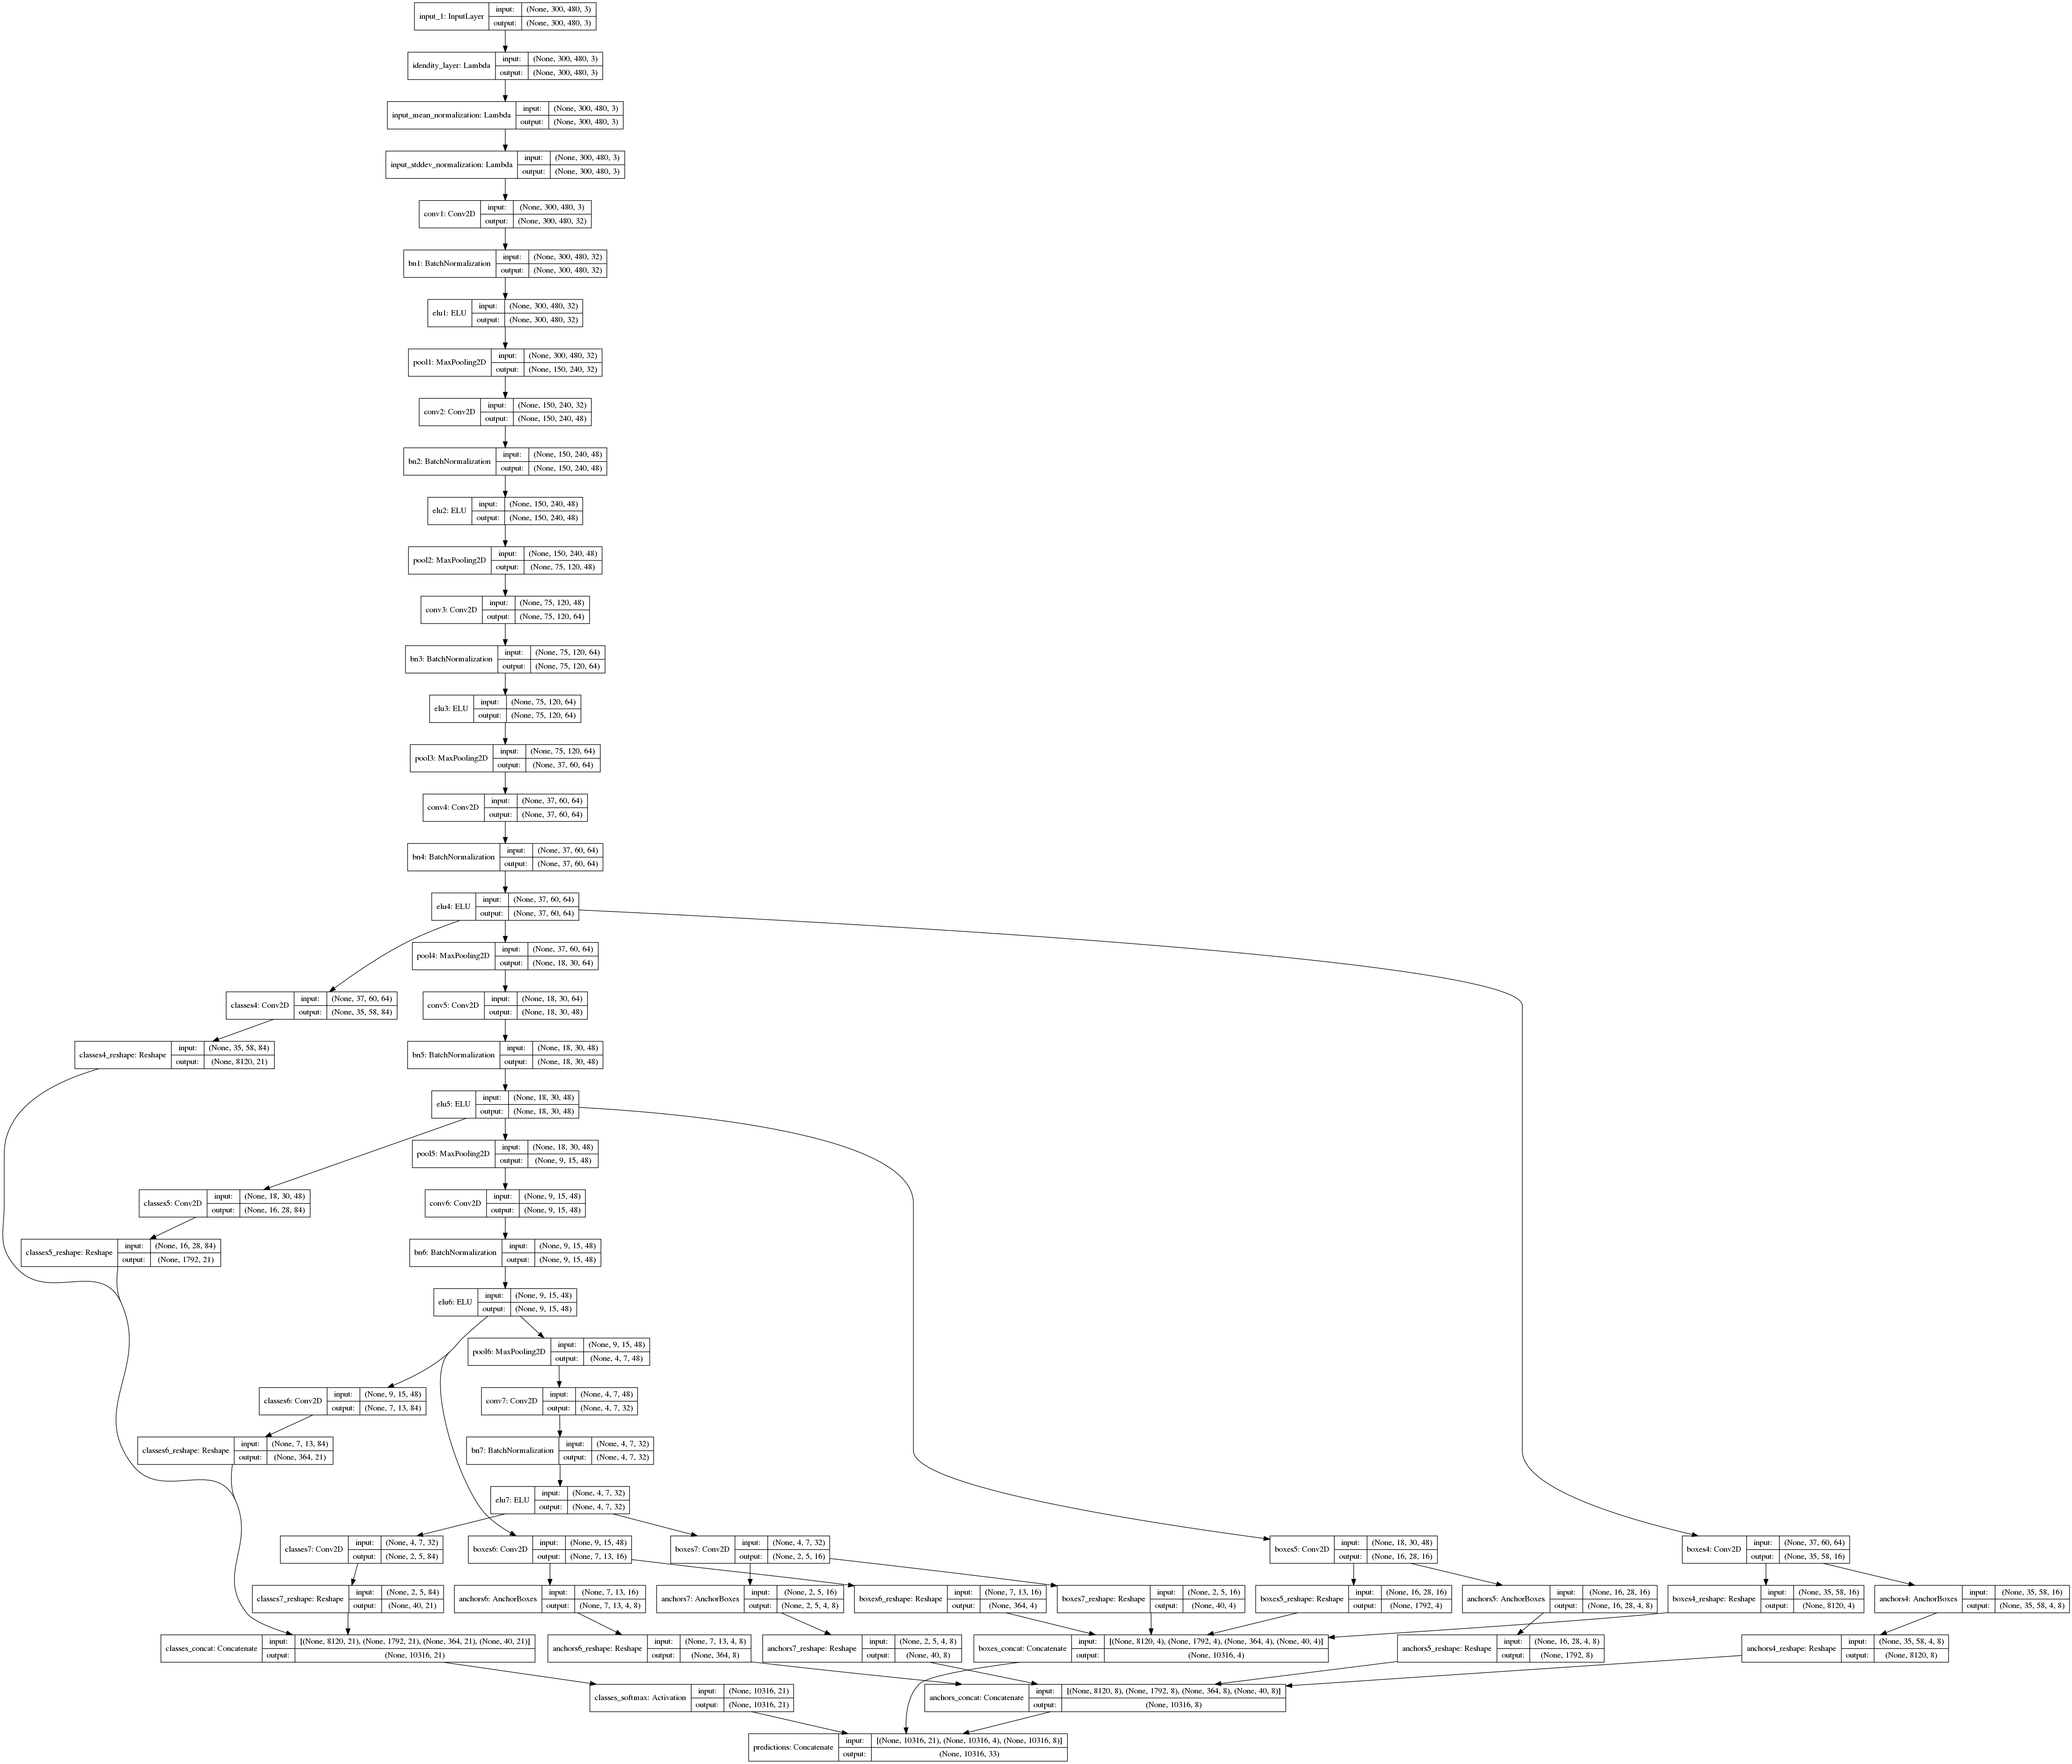 input_1: InputLayer
input: (None, 300, 480, 3)
output: (None, 300, 480, 3)
idendity_layer: Lambda
input: (None, 300, 480, 3)
output: (None, 300, 480, 3)
input_mean_normalization: Lambda
input: (None, 300, 480, 3)
output: (None, 300, 480, 3)
input_stddev_normalization: Lambda
input: (None, 300, 480, 3)
output: (None, 300, 480, 3)
conv1: Conv2D
input: (None, 300, 480, 3)
output: (None, 300, 480, 32)
bn1: BatchNormalization
input: (None, 300, 480, 32)
output: (None, 300, 480, 32)
elu1: ELU
input: (None, 300, 480, 32)
output: (None, 300, 480, 32)
pool1: MaxPooling2D
input: (None, 300, 480, 32)
output: (None, 150, 240, 32)
conv2: Conv2D
input: (None, 150, 240, 32)
output: (None, 150, 240, 48)
bn2: BatchNormalization
input: (None, 150, 240, 48)
output: (None, 150, 240, 48)
elu2: ELU
input: (None, 150, 240, 48)
output: (None, 150, 240, 48)
pool2: MaxPooling2D
input: (None, 150, 240, 48)
output: (None, 75, 120, 48)
conv3: Conv2D
input: (None, 75, 120, 48)
output: (None, 75, 120, 64)
bn3: BatchNormalization
input: (None, 75, 120, 64)
output: (None, 75, 120, 64)
elu3: ELU
input: (None, 75, 120, 64)
output: (None, 75, 120, 64)
pool3: MaxPooling2D
input: (None, 75, 120, 64)
output: (None, 37, 60, 64)
conv4: Conv2D
input: (None, 37, 60, 64)
output: (None, 37, 60, 64)
bn4: BatchNormalization
input: (None, 37, 60, 64)
output: (None, 37, 60, 64)
elu4: ELU
input: (None, 37, 60, 64)
output: (None, 37, 60, 64)
pool4: MaxPooling2D
input: (None, 37, 60, 64)
output: (None, 18, 30, 64)
classes4: Conv2D
input: (None, 37, 60, 64)
output: (None, 35, 58, 84)
conv5: Conv2D
input: (None, 18, 30, 64)
output: (None, 18, 30, 48)
classes4_reshape: Reshape
input: (None, 35, 58, 84)
output: (None, 8120, 21)
bn5: BatchNormalization
input: (None, 18, 30, 48)
output: (None, 18, 30, 48)
elu5: ELU
input: (None, 18, 30, 48)
output: (None, 18, 30, 48)
pool5: MaxPooling2D
input: (None, 18, 30, 48)
output: (None, 9, 15, 48)
classes5: Conv2D
input: (None, 18, 30, 48)
output: (None, 16, 28, 84)
conv6: Conv2D
input: (None, 9, 15, 48)
output: (None, 9, 15, 48)
classes5_reshape: Reshape
input: (None, 16, 28, 84)
output: (None, 1792, 21)
bn6: BatchNormalization
input: (None, 9, 15, 48)
output: (None, 9, 15, 48)
elu6: ELU
input: (None, 9, 15, 48)
output: (None, 9, 15, 48)
pool6: MaxPooling2D
input: (None, 9, 15, 48)
output: (None, 4, 7, 48)
classes6: Conv2D
input: (None, 9, 15, 48)
output: (None, 7, 13, 84)
conv7: Conv2D
input: (None, 4, 7, 48)
output: (None, 4, 7, 32)
classes6_reshape: Reshape
input: (None, 7, 13, 84)
output: (None, 364, 21)
bn7: BatchNormalization
input: (None, 4, 7, 32)
output: (None, 4, 7, 32)
elu7: ELU
input: (None, 4, 7, 32)
output: (None, 4, 7, 32)
classes7: Conv2D
input: (None, 4, 7, 32)
output: (None, 2, 5, 84)
boxes6: Conv2D
input: (None, 9, 15, 48)
output: (None, 7, 13, 16)
boxes7: Conv2D
input: (None, 4, 7, 32)
output: (None, 2, 5, 16)
boxes5: Conv2D
input: (None, 18, 30, 48)
output: (None, 16, 28, 16)
boxes4: Conv2D
input: (None, 37, 60, 64)
output: (None, 35, 58, 16)
classes7_reshape: Reshape
input: (None, 2, 5, 84)
output: (None, 40, 21)
anchors6: AnchorBoxes
input: (None, 7, 13, 16)
output: (None, 7, 13, 4, 8)
anchors7: AnchorBoxes
input: (None, 2, 5, 16)
output: (None, 2, 5, 4, 8)
boxes6_reshape: Reshape
input: (None, 7, 13, 16)
output: (None, 364, 4)
boxes7_reshape: Reshape
input: (None, 2, 5, 16)
output: (None, 40, 4)
boxes5_reshape: Reshape
input: (None, 16, 28, 16)
output: (None, 1792, 4)
anchors5: AnchorBoxes
input: (None, 16, 28, 16)
output: (None, 16, 28, 4, 8)
boxes4_reshape: Reshape
input: (None, 35, 58, 16)
output: (None, 8120, 4)
anchors4: AnchorBoxes
input: (None, 35, 58, 16)
output: (None, 35, 58, 4, 8)
classes_concat: Concatenate
input: [(None, 8120, 21), (None, 1792, 21), (None, 364, 21), (None, 40, 21)]
output: (None, 10316, 21)
anchors6_reshape: Reshape
input: (None, 7, 13, 4, 8)
output: (None, 364, 8)
anchors7_reshape: Reshape
input: (None, 2, 5, 4, 8)
output: (None, 40, 8)
boxes_concat: Concatenate
input: [(None, 8120, 4), (None, 1792, 4), (None, 364, 4), (None, 40, 4)]
output: (None, 10316, 4)
anchors5_reshape: Reshape
input: (None, 16, 28, 4, 8)
output: (None, 1792, 8)
anchors4_reshape: Reshape
input: (None, 35, 58, 4, 8)
output: (None, 8120, 8)
classes_softmax: Activation
input: (None, 10316, 21)
output: (None, 10316, 21)
anchors_concat: Concatenate
input: [(None, 8120, 8), (None, 1792, 8), (None, 364, 8), (None, 40, 8)]
output: (None, 10316, 8)
predictions: Concatenate
input: [(None, 10316, 21), (None, 10316, 4), (None, 10316, 8)]
output: (None, 10316, 33)